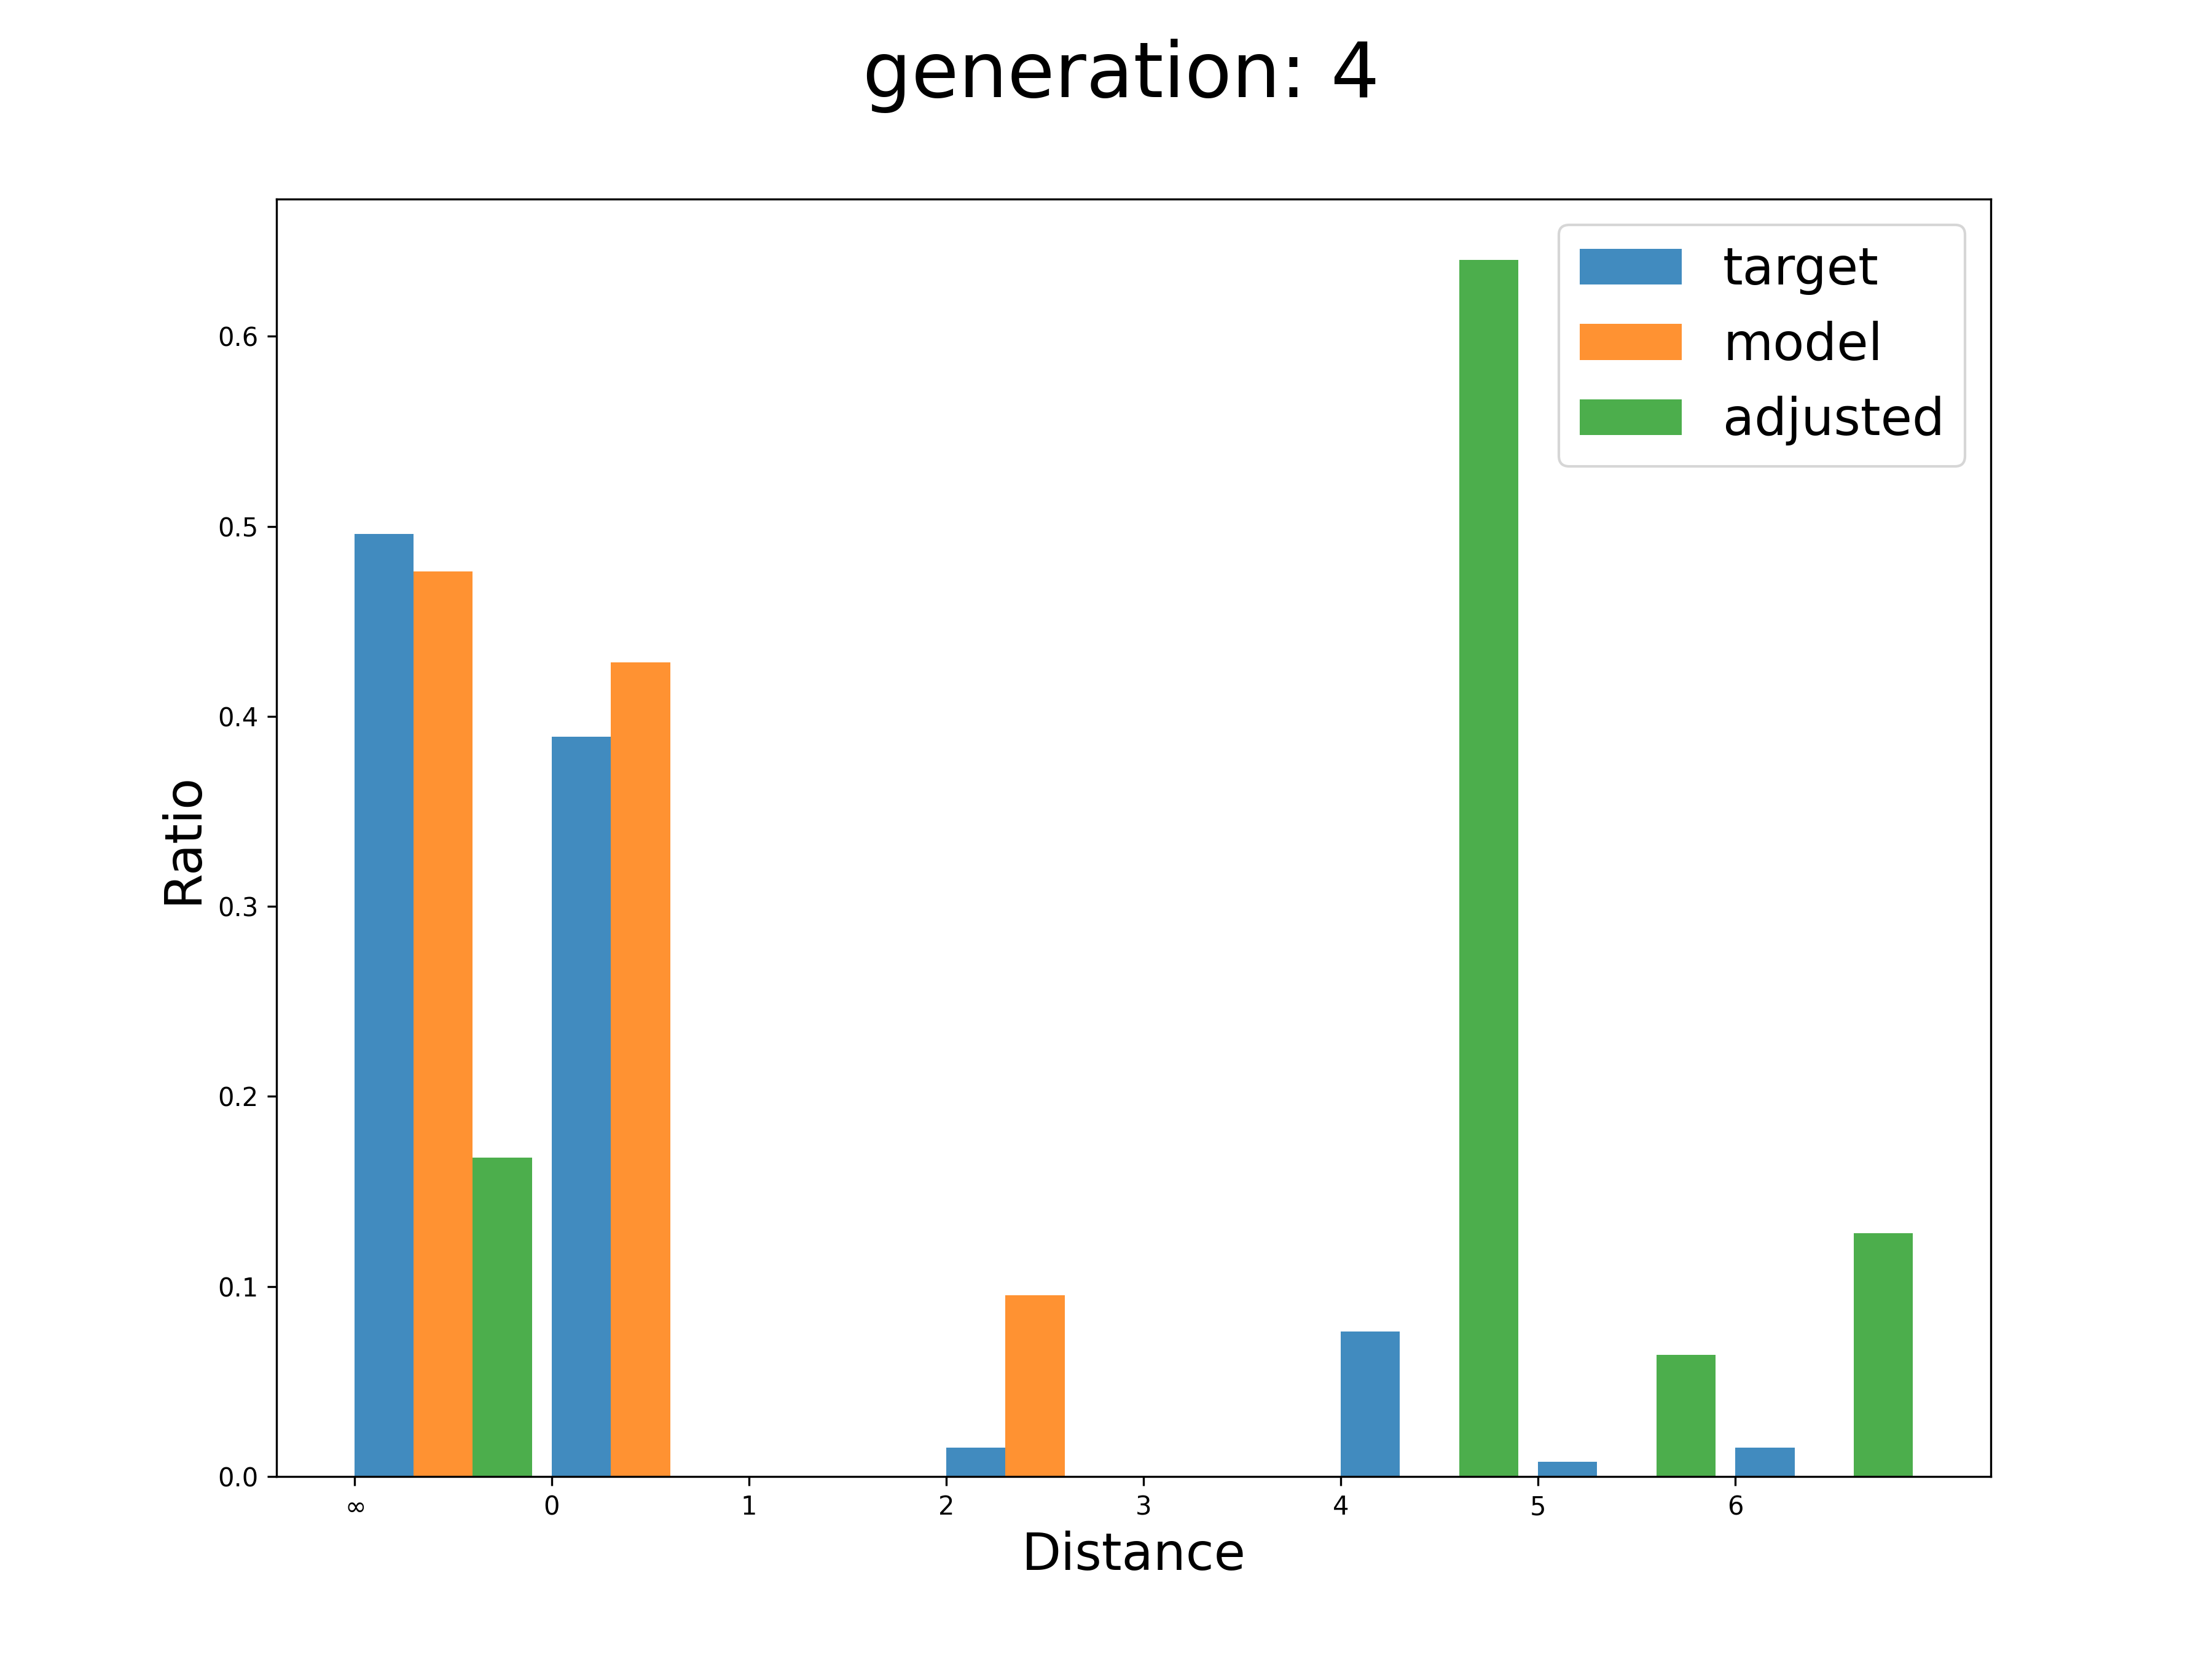 generation: 4
target
model
adjusted
Ratio
0.6
0.5
0.4
0.3
0.2
0.1
0.0
∞ 0 1 2 3 4 5 6
Distance